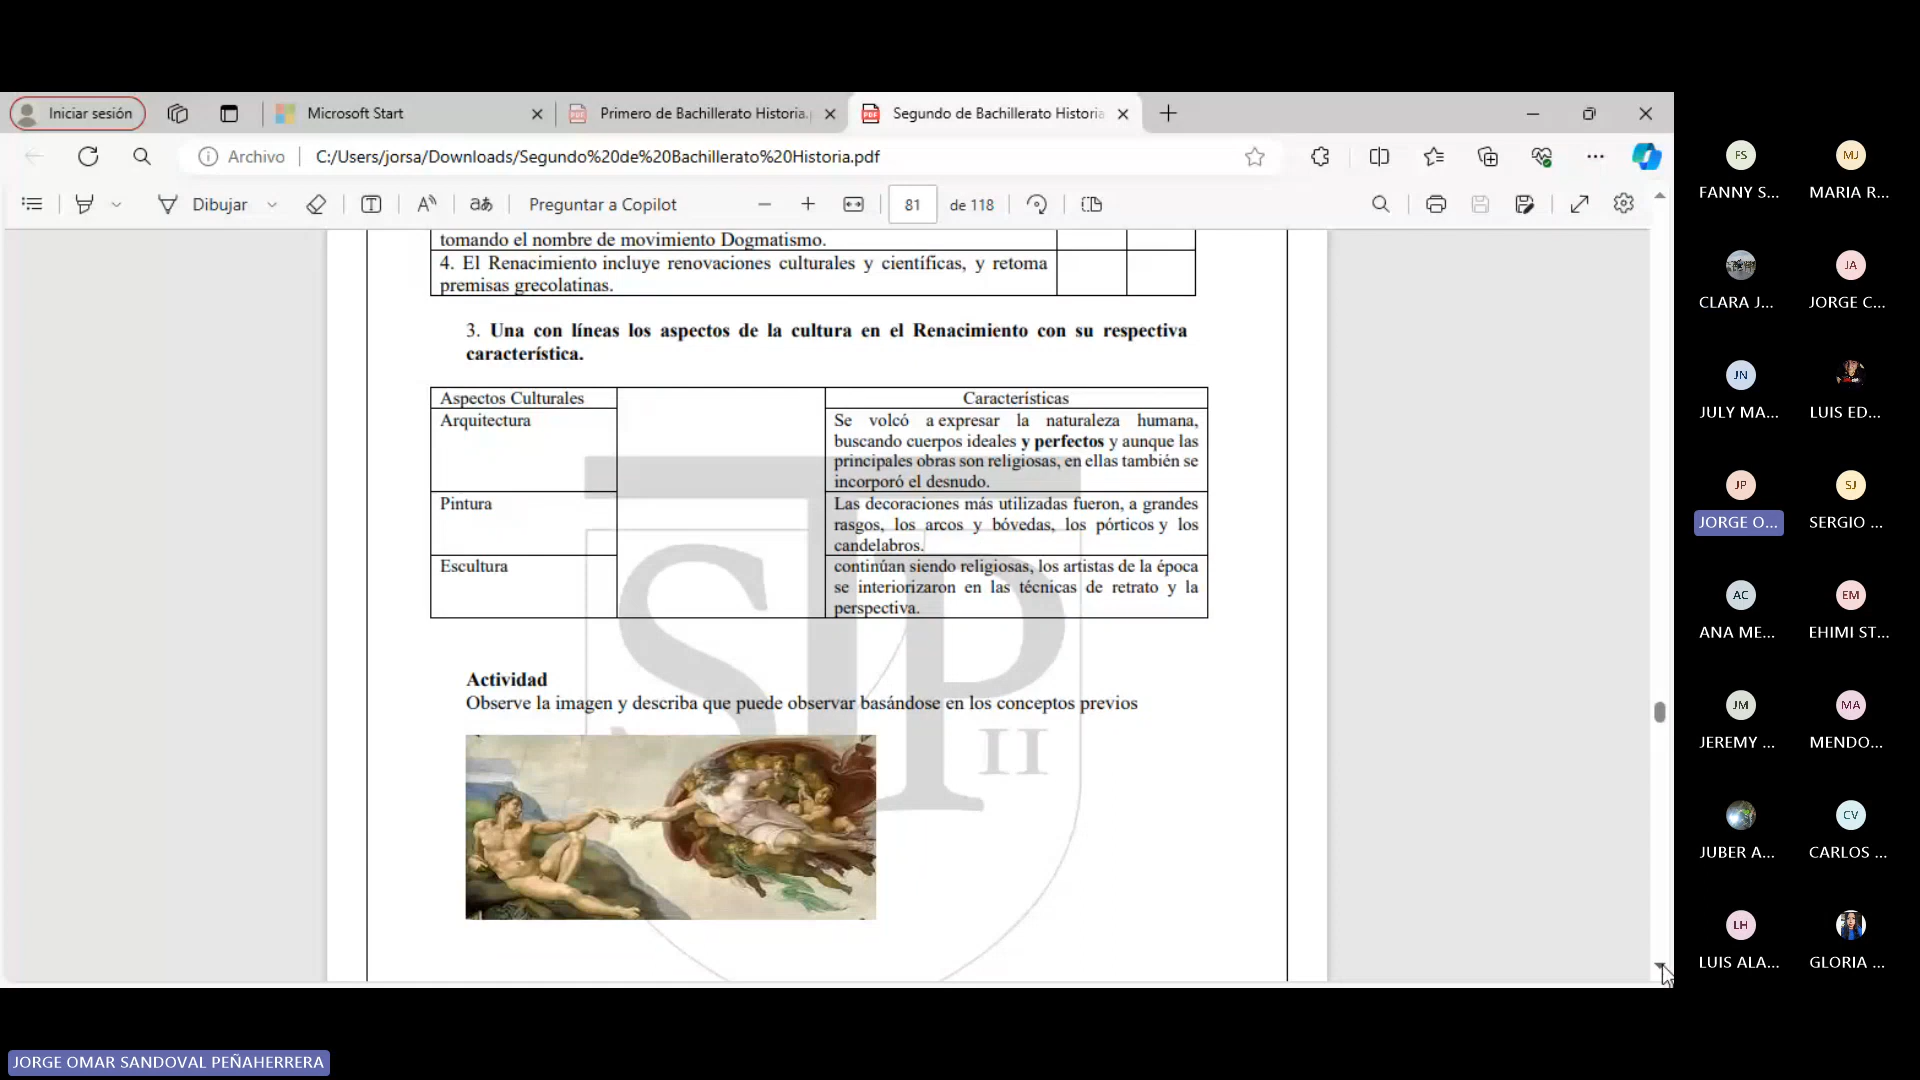 Iniciar sesión
Microsoft Start
Primero de Bachillerato Historia.
Segundo de Bachillerato Historia
Archivo
C:/Users/jorsa/Downloads/Segundo%20de%20Bachillerato%20Historia.pdf
Dibujar
Preguntar a Copilot
81
de 118
tomando el nombre de movimiento Dogmatismo.
4. El Renacimiento incluye renovaciones culturales y científicas, y retoma
premisas grecolatinas.
3. Una con líneas los aspectos de la cultura en el Renacimiento con su respectiva
característica.
Aspectos Culturales
Características
Arquitectura
Se volcó a expresar la naturaleza humana,
buscando cuerpos ideales y perfectos y aunque las
principales obras son religiosas, en ellas también se
incorporó el desnudo.
Pintura
Las decoraciones más utilizadas fueron, a grandes
rasgos, los arcos y bóvedas, los pórticos y los
candelabros.
Escultura
continúan siendo religiosas, los artistas de la época
se interiorizaron en las técnicas de retrato y la
perspectiva.
Actividad
Observe la imagen y describa que puede observar basándose en los conceptos previos
STP
II
FS
FANNY S...
MJ
MARIA R...
CLARA J...
JA
JORGE C...
JN
JULY MA...
LUIS ED...
JP
JORGE O...
SJ
SERGIO ...
AC
ANA ME...
EM
EHIMI ST...
JM
JEREMY ...
MA
MENDO...
JUBER A...
CV
CARLOS ...
LH
LUIS ALA...
GLORIA ...
JORGE OMAR SANDOVAL PEÑAHERRERA